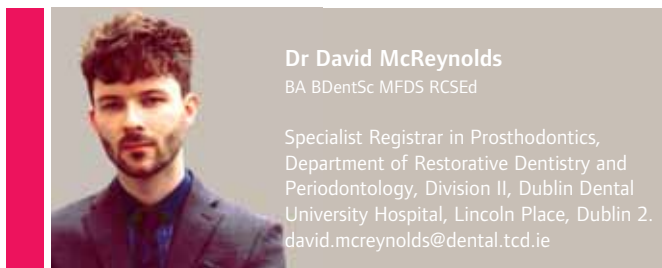 Dr David McReynolds
BA BDentSc MFDS RCSEd
Specialist Registrar in Prosthodontics,
Department of Restorative Dentistry and
Periodontology, Division II, Dublin Dental
University Hospital, Lincoln Place, Dublin 2.
david.mcreynolds@dental.tcd.ie